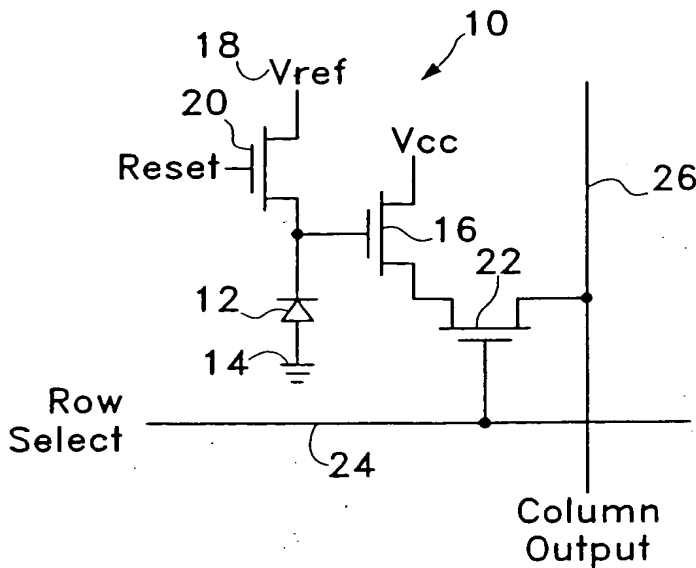 10
18
Vref
20
Reset
Vcc
26
16
22
12
14
Row
Select
24
Column
Output